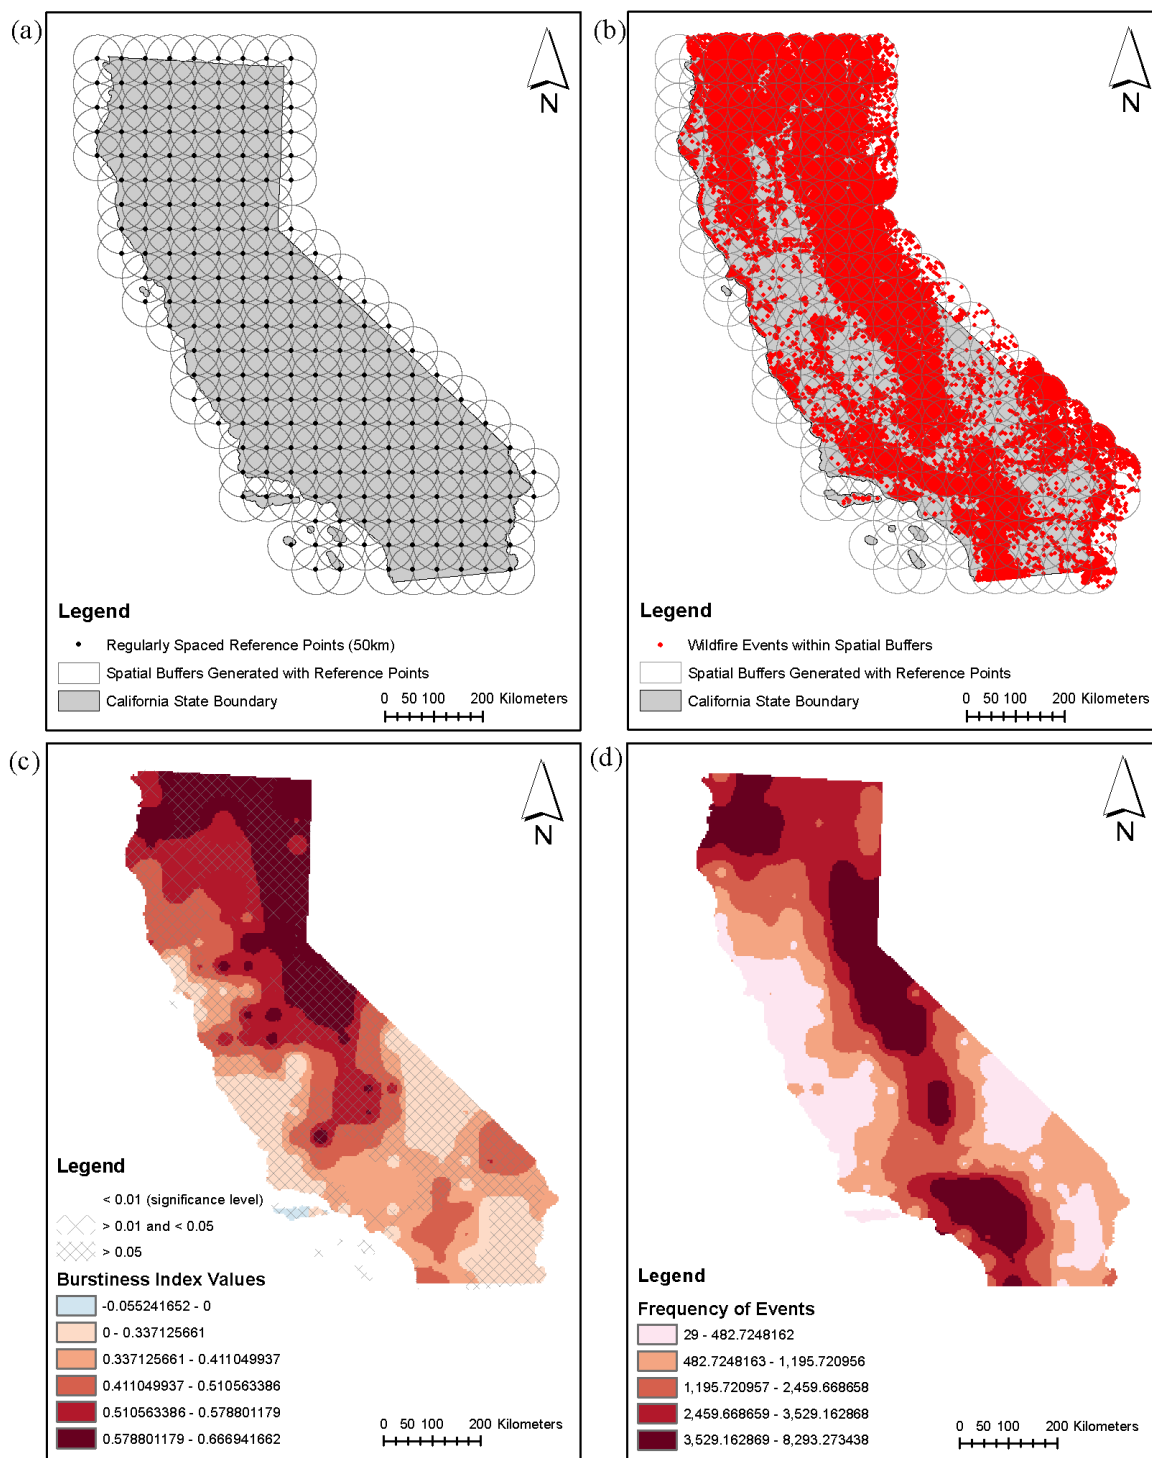 (a)
N
Legend
Regularly Spaced Reference Points (50km)
Spatial Buffers Generated with Reference Points
California State Boundary
0 50 100 200 Kilometers
(b)
N
Legend
Wildfire Events within Spatial Buffers
Spatial Buffers Generated with Reference Points
California State Boundary
0 50 100 200 Kilometers
(c)
N
Legend
< 0.01 (significance level)
> 0.01 and < 0.05
> 0.05
Burstiness Index Values
-0.055241652 - 0
0 - 0.337125661
0.337125661 - 0.411049937
0.411049937 - 0.510563386
0.510563386 - 0.578801179
0.578801179 - 0.666941662
0 50 100 200 Kilometers
(d)
N
Legend
Frequency of Events
29 - 482.7248162
482.7248163 - 1,195.720956
1,195.720957 - 2,459.668658
2,459.668659 - 3,529.162868
3,529.162869 - 8,293.273438
0 50 100 200 Kilometers